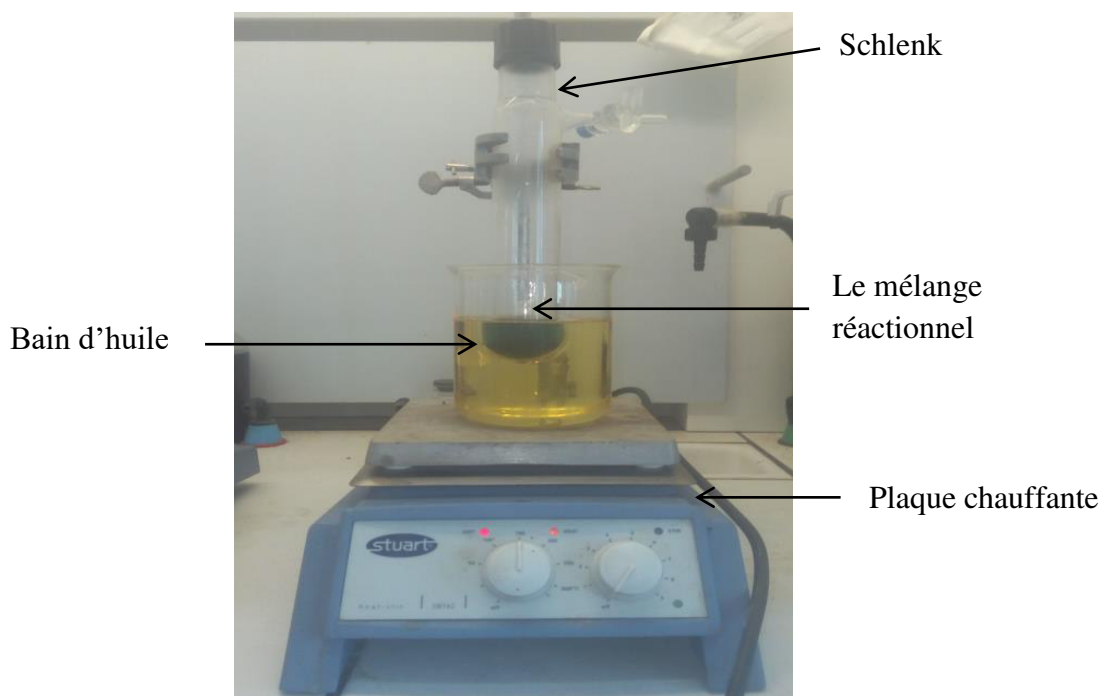 Schlenk
Le mélange
réactionnel
Bain d’huile
Plaque chauffante
stuart